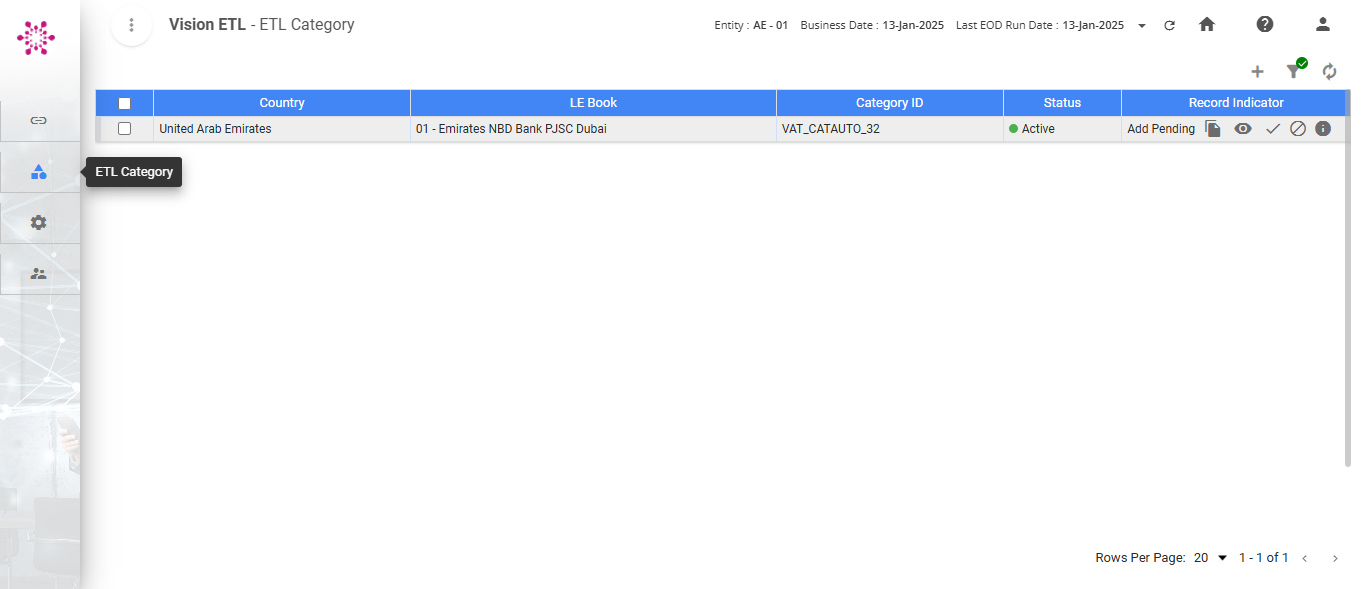 Vision ETL - ETL Category
Entity : AE - 01 Business Date : 13-Jan-2025 Last EOD Run Date : 13-Jan-2025
Country LE Book Category ID Status Record Indicator
United Arab Emirates 01 - Emirates NBD Bank PJSC Dubai VAT_CATAUTO_32 Active Add Pending
ETL Category
Rows Per Page: 20 1 - 1 of 1